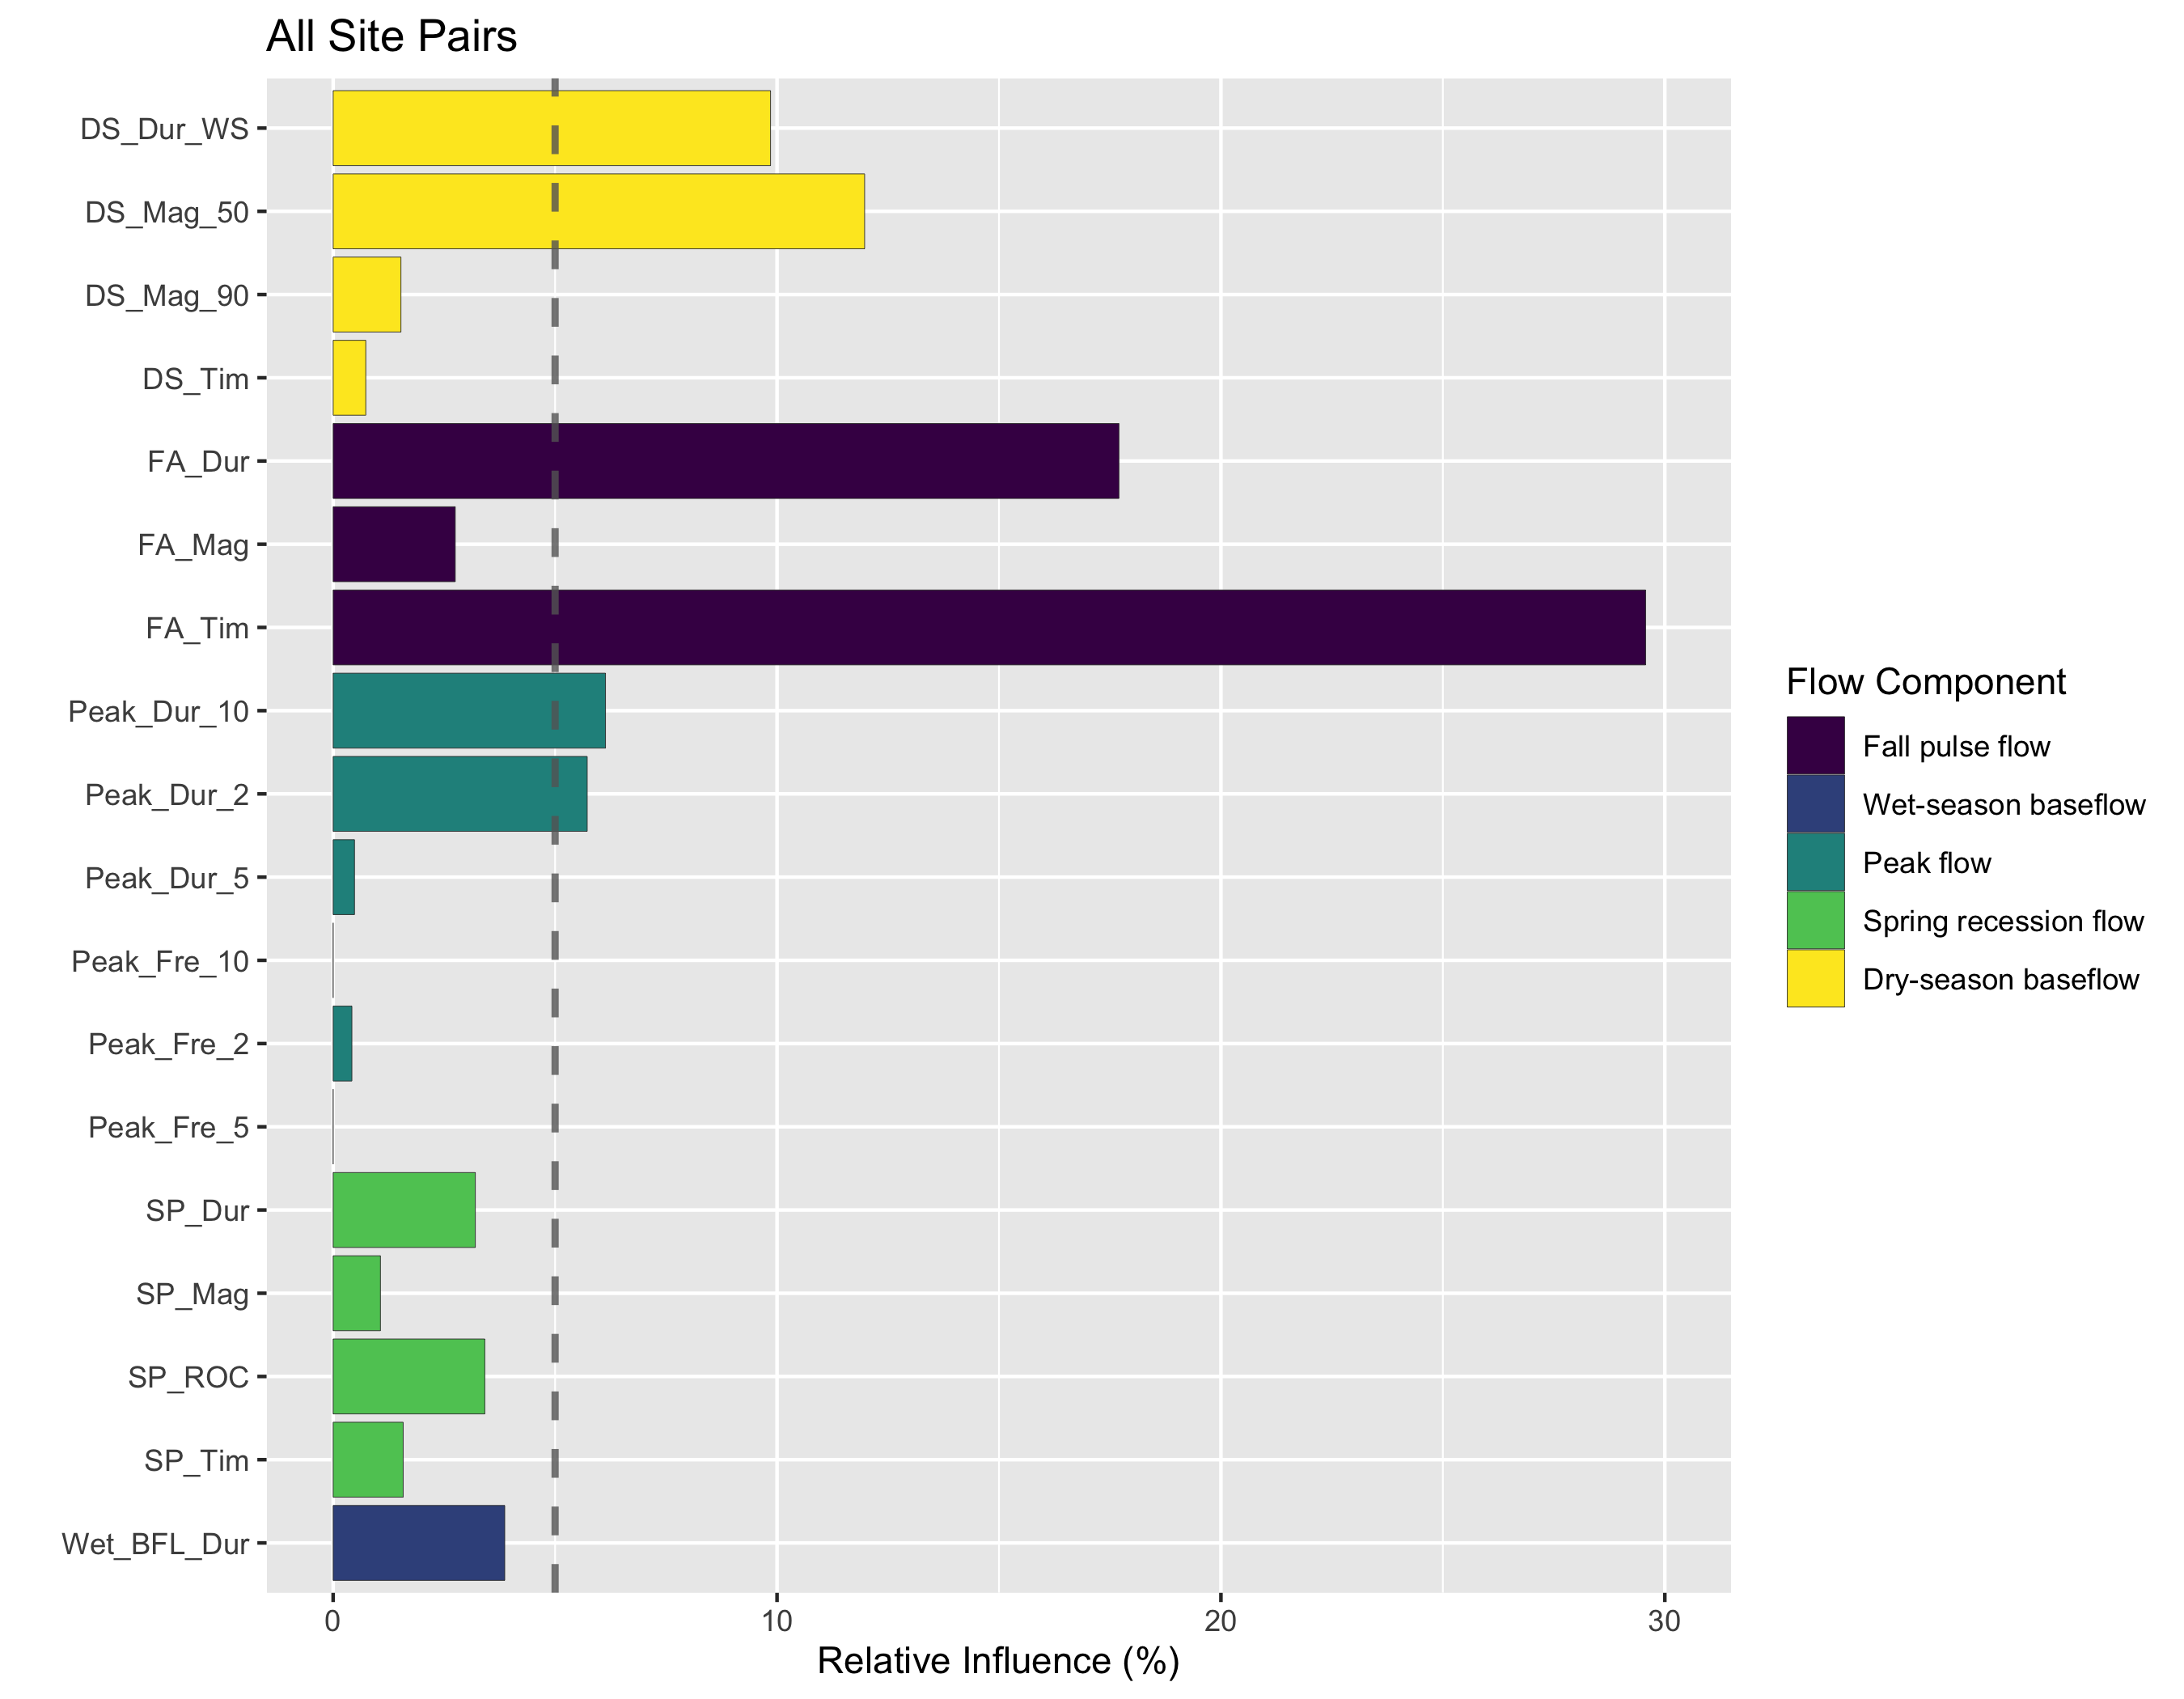 All Site Pairs
DS_Dur_WS
DS_Mag_50
DS_Mag_90
DS_Tim
FA_Dur
FA_Mag
FA_Tim
Peak_Dur_10
Peak_Dur_2
Peak_Dur_5
Peak_Fre_10
Peak_Fre_2
Peak_Fre_5
SP_Dur
SP_Mag
SP_ROC
SP_Tim
Wet_BFL_Dur
0 10 20 30
Relative Influence (%)
Flow Component
Fall pulse flow
Wet-season baseflow
Peak flow
Spring recession flow
Dry-season baseflow